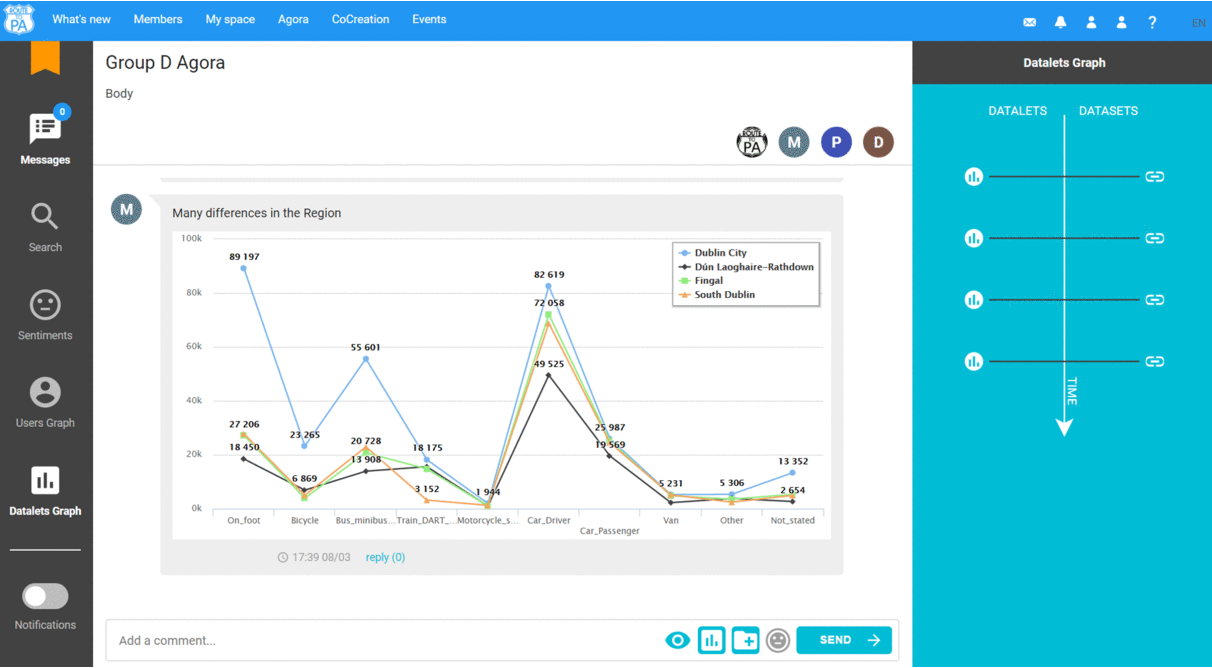 ROUTE TO PA
What's new Members My space Agora CoCreation Events
? EN
0
Messages
Search
Sentiments
Users Graph
Datalets Graph
Notifications
Group D Agora
Body
ROUTE TO PA M P D
M
Many differences in the Region
100k
80k
60k
40k
20k
0k
Dublin City
Dún Laoghaire–Rathdown
Fingal
South Dublin
89 197
82 619
72 058
55 601
49 525
27 206
18 450
23 265
6 869
20 728
13 908
18 175
3 152
1 944
25 987
19 569
5 231
5 306
13 352
2 654
On_foot Bicycle Bus_minibus... Train_DART_... Motorcycle_s... Car_Driver Van Other Not_stated
Car_Passenger
17:39 08/03 reply (0)
Add a comment...
SEND
Datalets Graph
DATALETS DATASETS
TIME